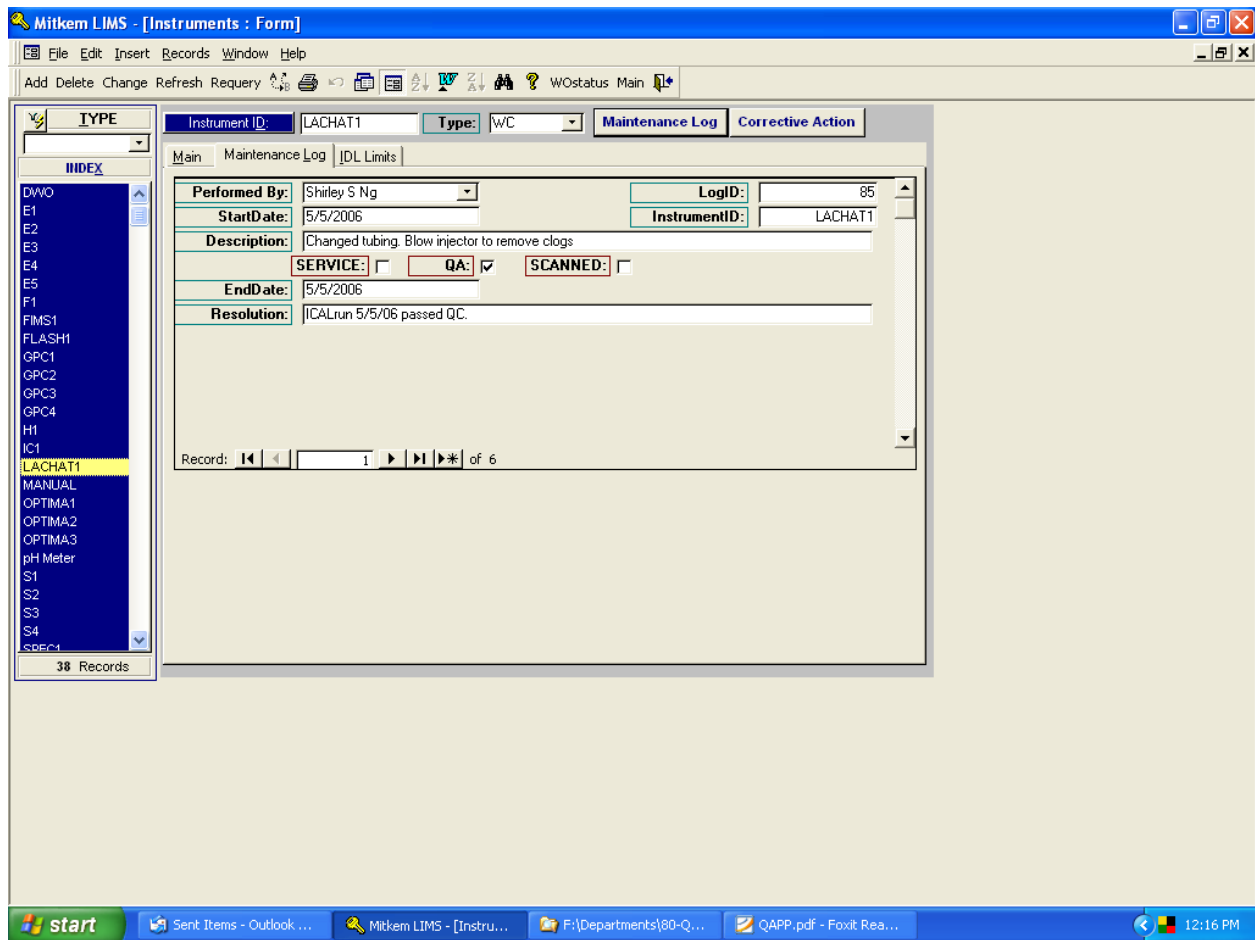 Mitkem LIMS - [Instruments : Form]
File Edit Insert Records Window Help
Add Delete Change Refresh Requery WOstatus Main
TYPE
INDEX
DWO
E1
E2
E3
E4
E5
F1
FIMS1
FLASH1
GPC1
GPC2
GPC3
GPC4
H1
IC1
LACHAT1
MANUAL
OPTIMA1
OPTIMA2
OPTIMA3
pH Meter
S1
S2
S3
S4
SPEC1
38 Records
Instrument ID: LACHAT1 Type: WC Maintenance Log Corrective Action
Main Maintenance Log IDL Limits
Performed By: Shirley S Ng LogID: 85
StartDate: 5/5/2006 InstrumentID: LACHAT1
Description: Changed tubing. Blow injector to remove clogs
SERVICE: QA: SCANNED:
EndDate: 5/5/2006
Resolution: ICALrun 5/5/06 passed QC.
Record: 1 of 6
start Sent Items - Outlook ... Mitkem LIMS - [Instru... F:\Departments\80-Q... QAPP.pdf - Foxit Rea... 12:16 PM